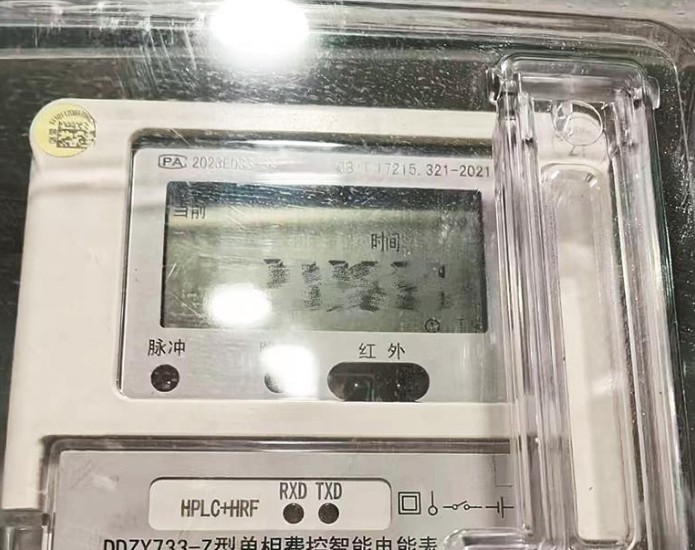 PA 2023E
17215.321-2021
当前
时间
脉冲
红外
RXD TXD
HPLC+HRF
DDZY733-Z型单相费控智能电能表